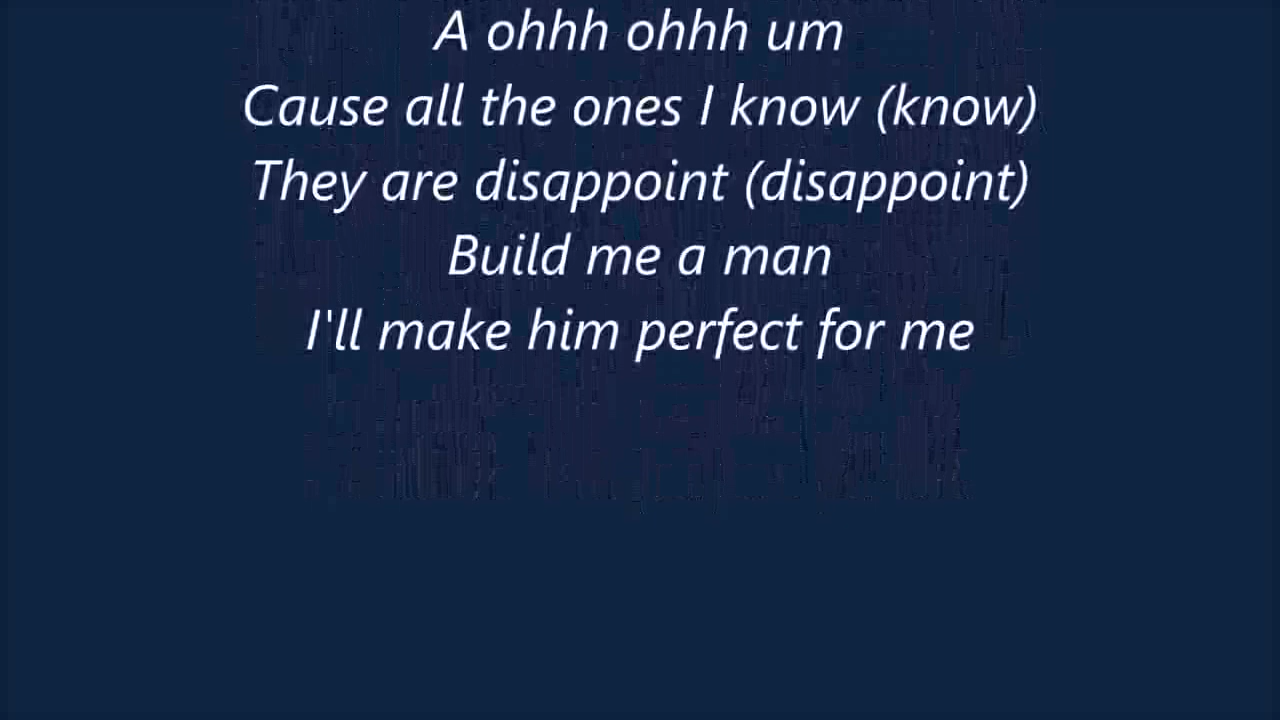 A ohhh ohhh um
Cause all the ones I know (know)
They are disappoint (disappoint)
Build me a man
I'll make him perfect for me